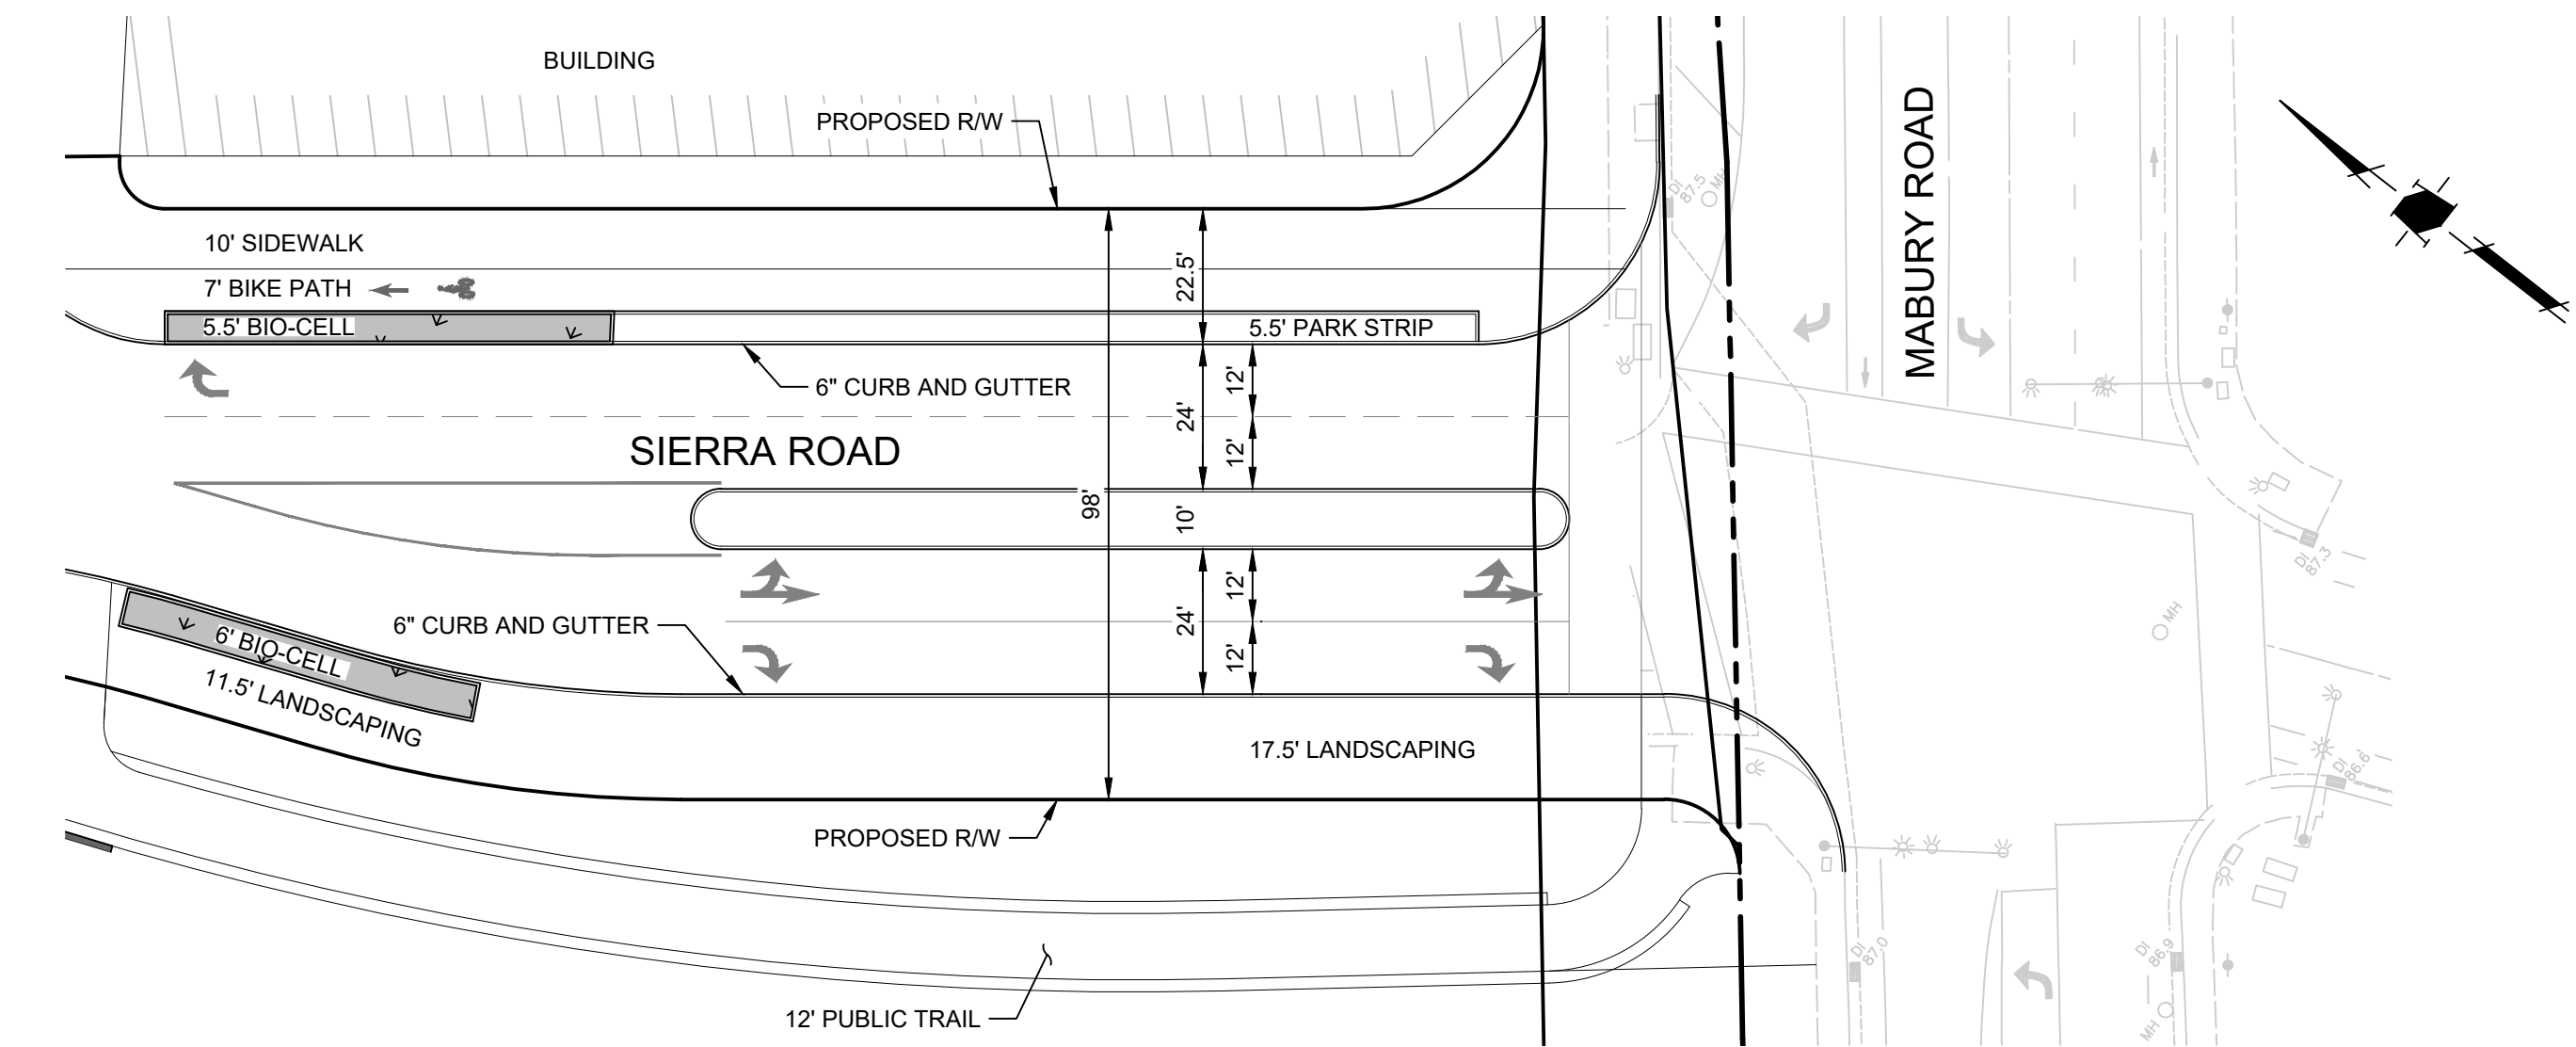 BUILDING
PROPOSED R/W
MABURY ROAD
DI
87.5
MH
10' SIDEWALK
7' BIKE PATH
22.5'
5.5' BIO-CELL
5.5' PARK STRIP
6" CURB AND GUTTER
12'
24'
12'
SIERRA ROAD
98'
10'
DI
87.3
12'
24'
12'
MH
6" CURB AND GUTTER
6' BIO-CELL
11.5' LANDSCAPING
17.5' LANDSCAPING
DI
86.6
PROPOSED R/W
DI
87.0
DI
86.9
MH
12' PUBLIC TRAIL